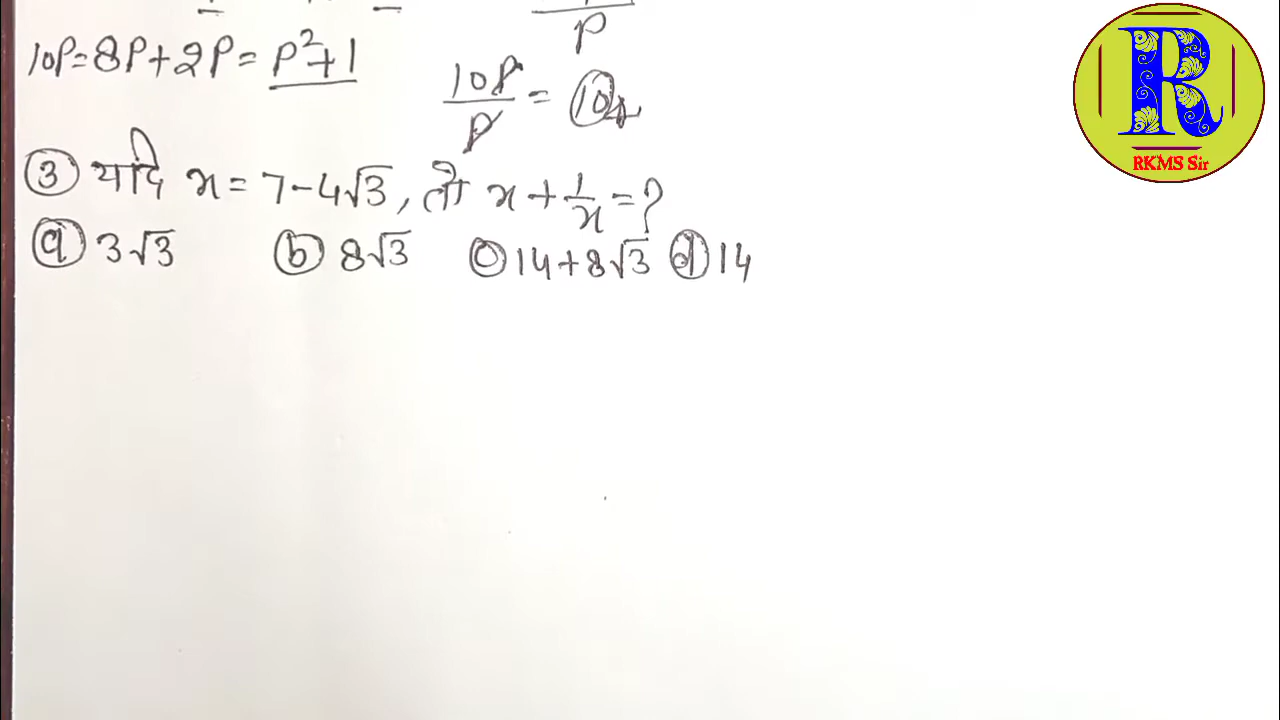 p
10P=8P+2P=P²+1
10P/P = 10
③ यदि x=7-4√3, तो x+1/x=?
ⓐ 3√3 ⓑ 8√3 ⓒ 14+8√3 ⓓ 14
R
RKMS Sir